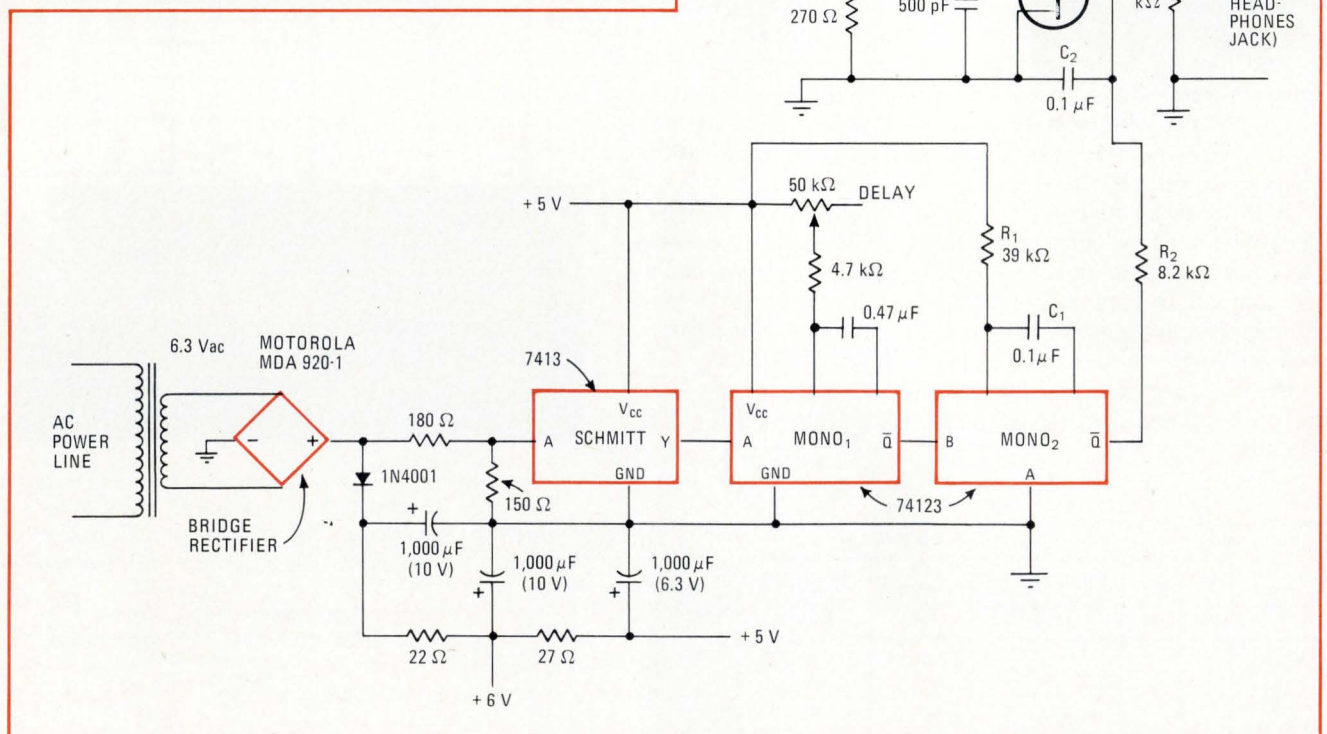 270 Ω
500 pF
kΩ
HEAD-
PHONES
JACK)
C2
0.1 μF
+ 5 V
50 kΩ
DELAY
4.7 kΩ
0.47 μF
R1
39 kΩ
C1
0.1 μF
R2
8.2 kΩ
6.3 Vac
MOTOROLA
MDA 920-1
7413
AC
POWER
LINE
−
+
180 Ω
1N4001
150 Ω
BRIDGE
RECTIFIER
VCC
A
SCHMITT
Y
GND
VCC
A
MONO1
Q̅
GND
B
MONO2
Q̅
A
74123
+
1,000 μF
(10 V)
1,000 μF
(10 V)
+
1,000 μF
(6.3 V)
+
22 Ω
27 Ω
+ 5 V
+ 6 V